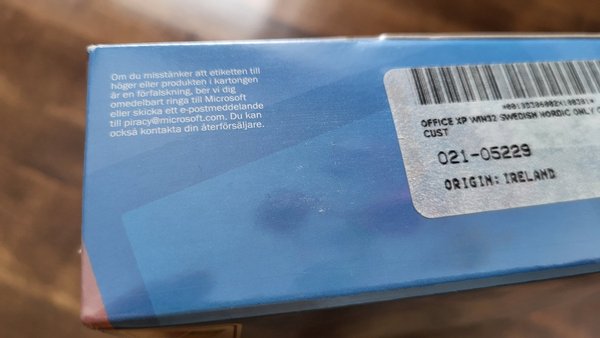 Om du misstänker att etiketten till
höger eller produkten i kartongen
är en förfalskning, ber vi dig
omedelbart ringa till Microsoft
eller skicka ett e-postmeddelande
till piracy@microsoft.com. Du kan
också kontakta din återförsäljare.
OFFICE XP WIN32 SWEDISH NORDIC ONLY
CUST
021-05229
ORIGIN: IRELAND